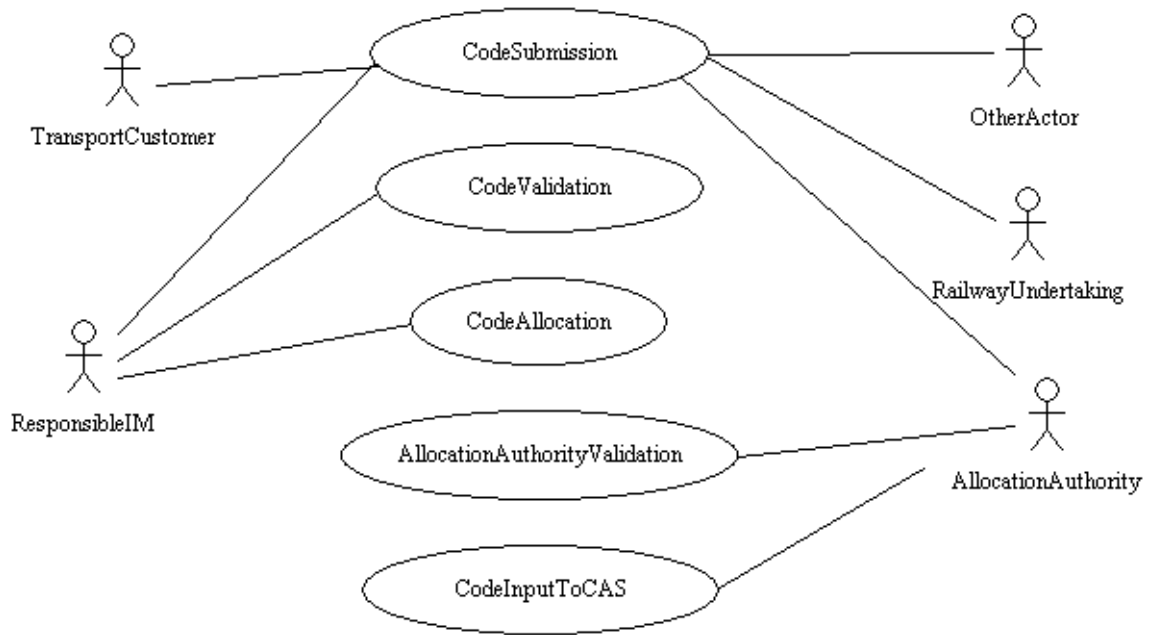 CodeSubmission
OtherActor
TransportCustomer
CodeValidation
RailwayUndertaking
CodeAllocation
ResponsibleIM
AllocationAuthorityValidation
AllocationAuthority
CodeInputToCAS